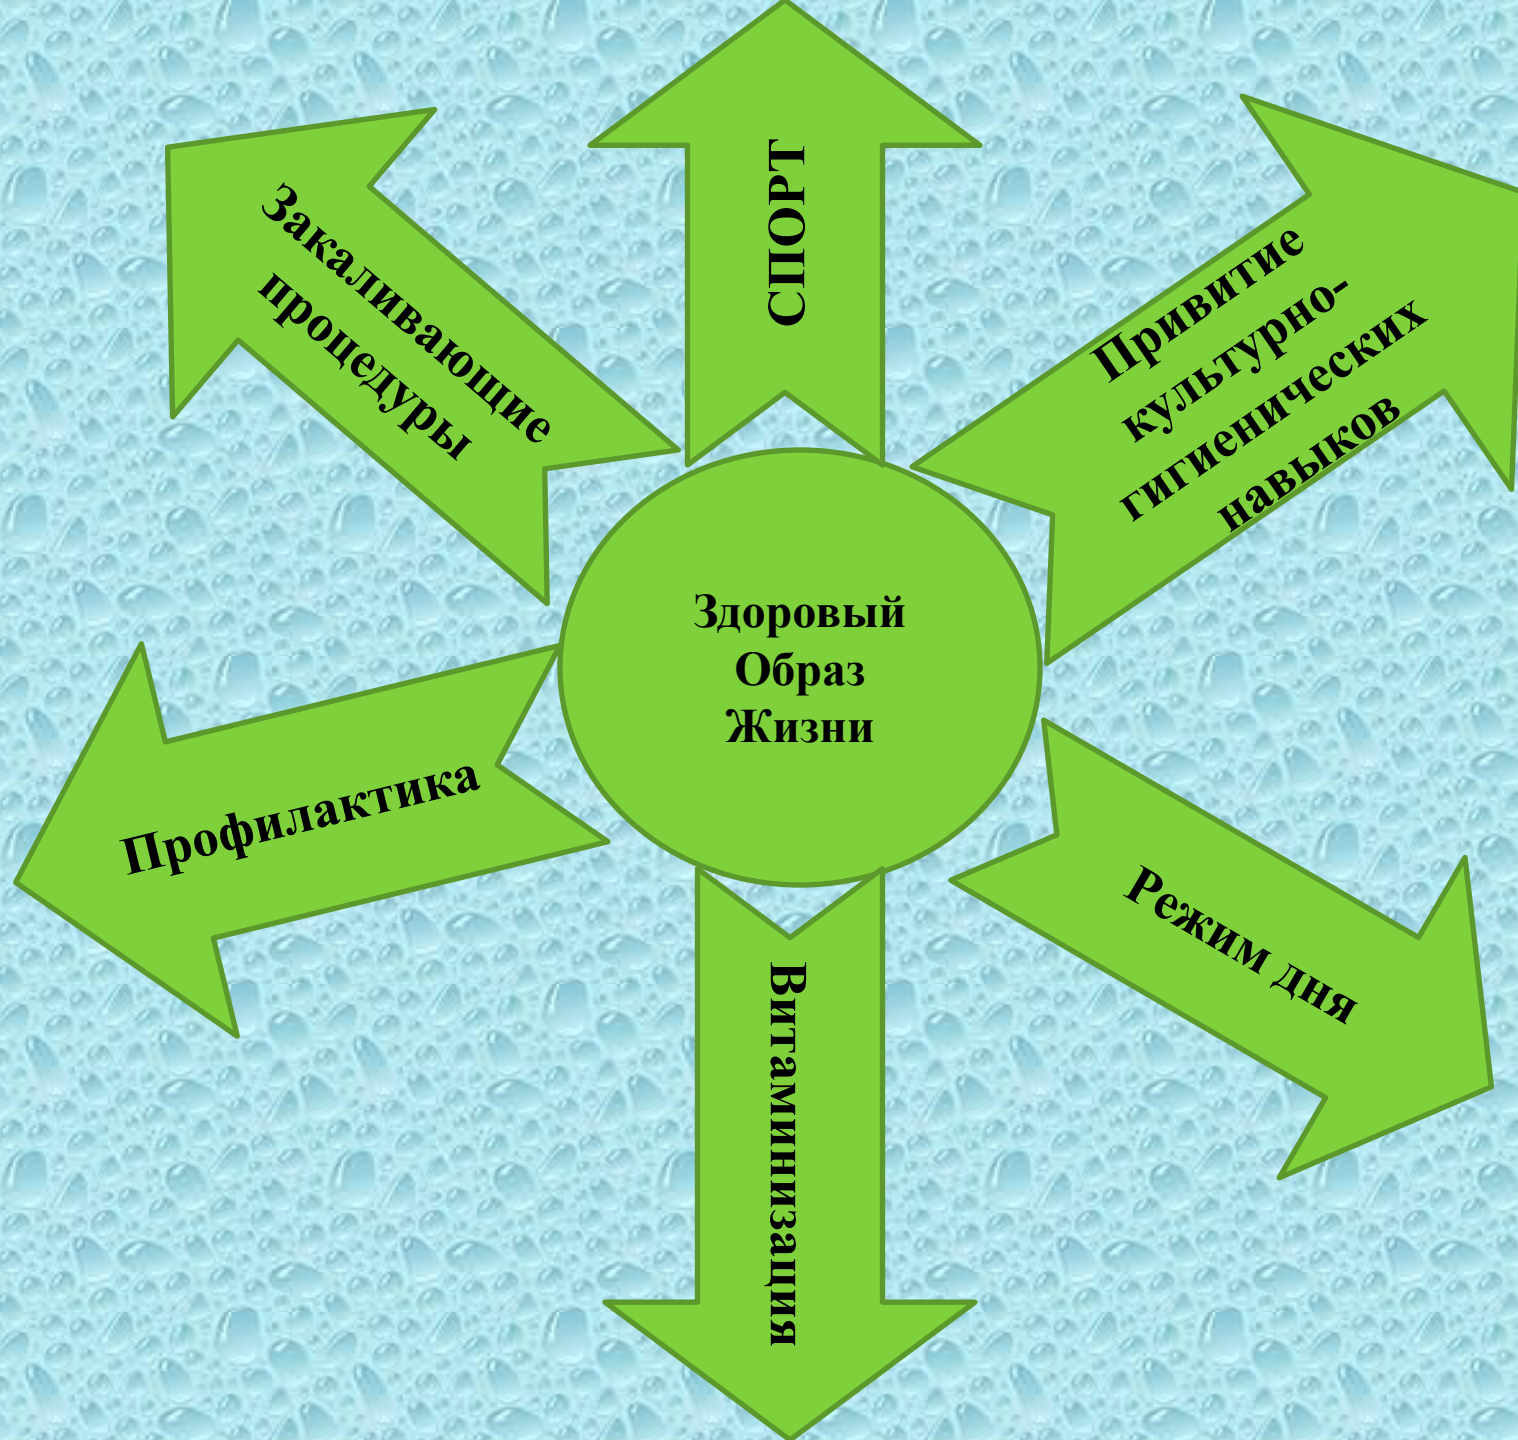 СПОРТ
Закаливающие
процедуры
Привитие
культурно-
гигиенических
навыков
Здоровый
Образ
Жизни
Профилактика
Режим дня
Витаминизация